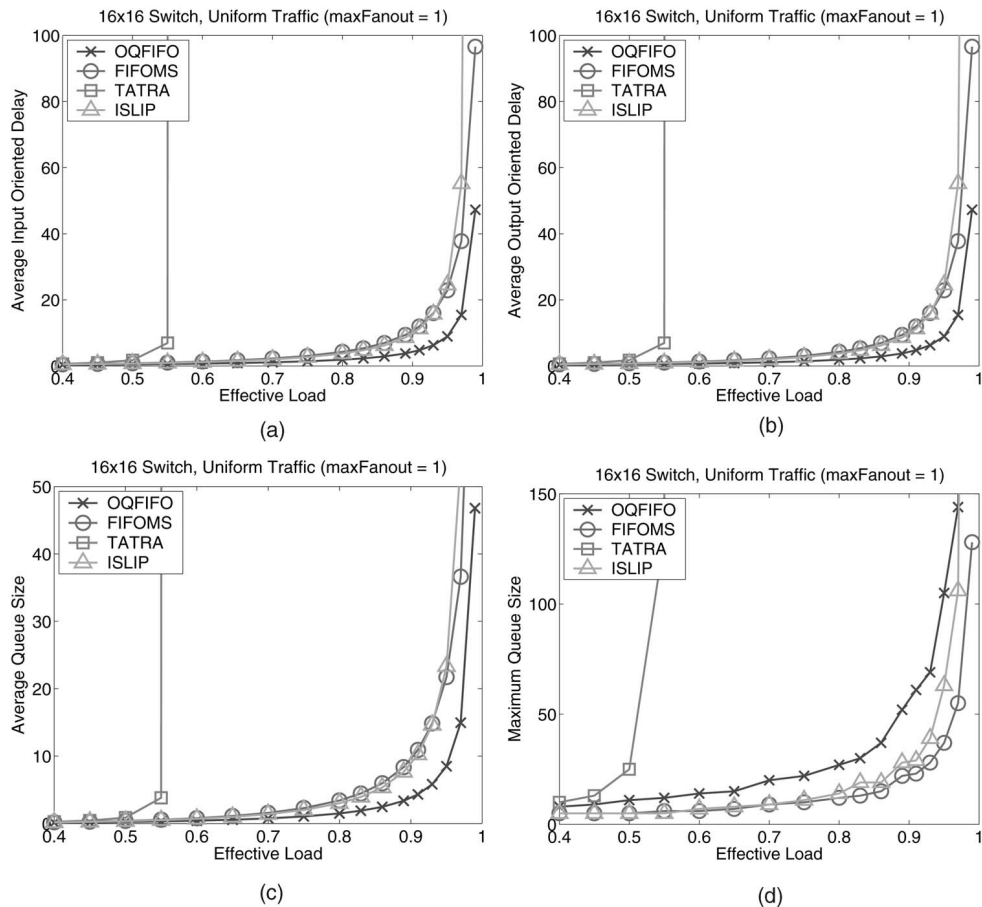 16x16 Switch, Uniform Traffic (maxFanout = 1)
100
80
60
40
20
0
Average Input Oriented Delay
OQFIFO
FIFOMS
TATRA
ISLIP
0.4 0.5 0.6 0.7 0.8 0.9 1
Effective Load
(a)
16x16 Switch, Uniform Traffic (maxFanout = 1)
100
80
60
40
20
0
Average Output Oriented Delay
OQFIFO
FIFOMS
TATRA
ISLIP
0.4 0.5 0.6 0.7 0.8 0.9 1
Effective Load
(b)
16x16 Switch, Uniform Traffic (maxFanout = 1)
50
40
30
20
10
0
Average Queue Size
OQFIFO
FIFOMS
TATRA
ISLIP
0.4 0.5 0.6 0.7 0.8 0.9 1
Effective Load
(c)
16x16 Switch, Uniform Traffic (maxFanout = 1)
150
100
50
0
Maximum Queue Size
OQFIFO
FIFOMS
TATRA
ISLIP
0.4 0.5 0.6 0.7 0.8 0.9 1
Effective Load
(d)